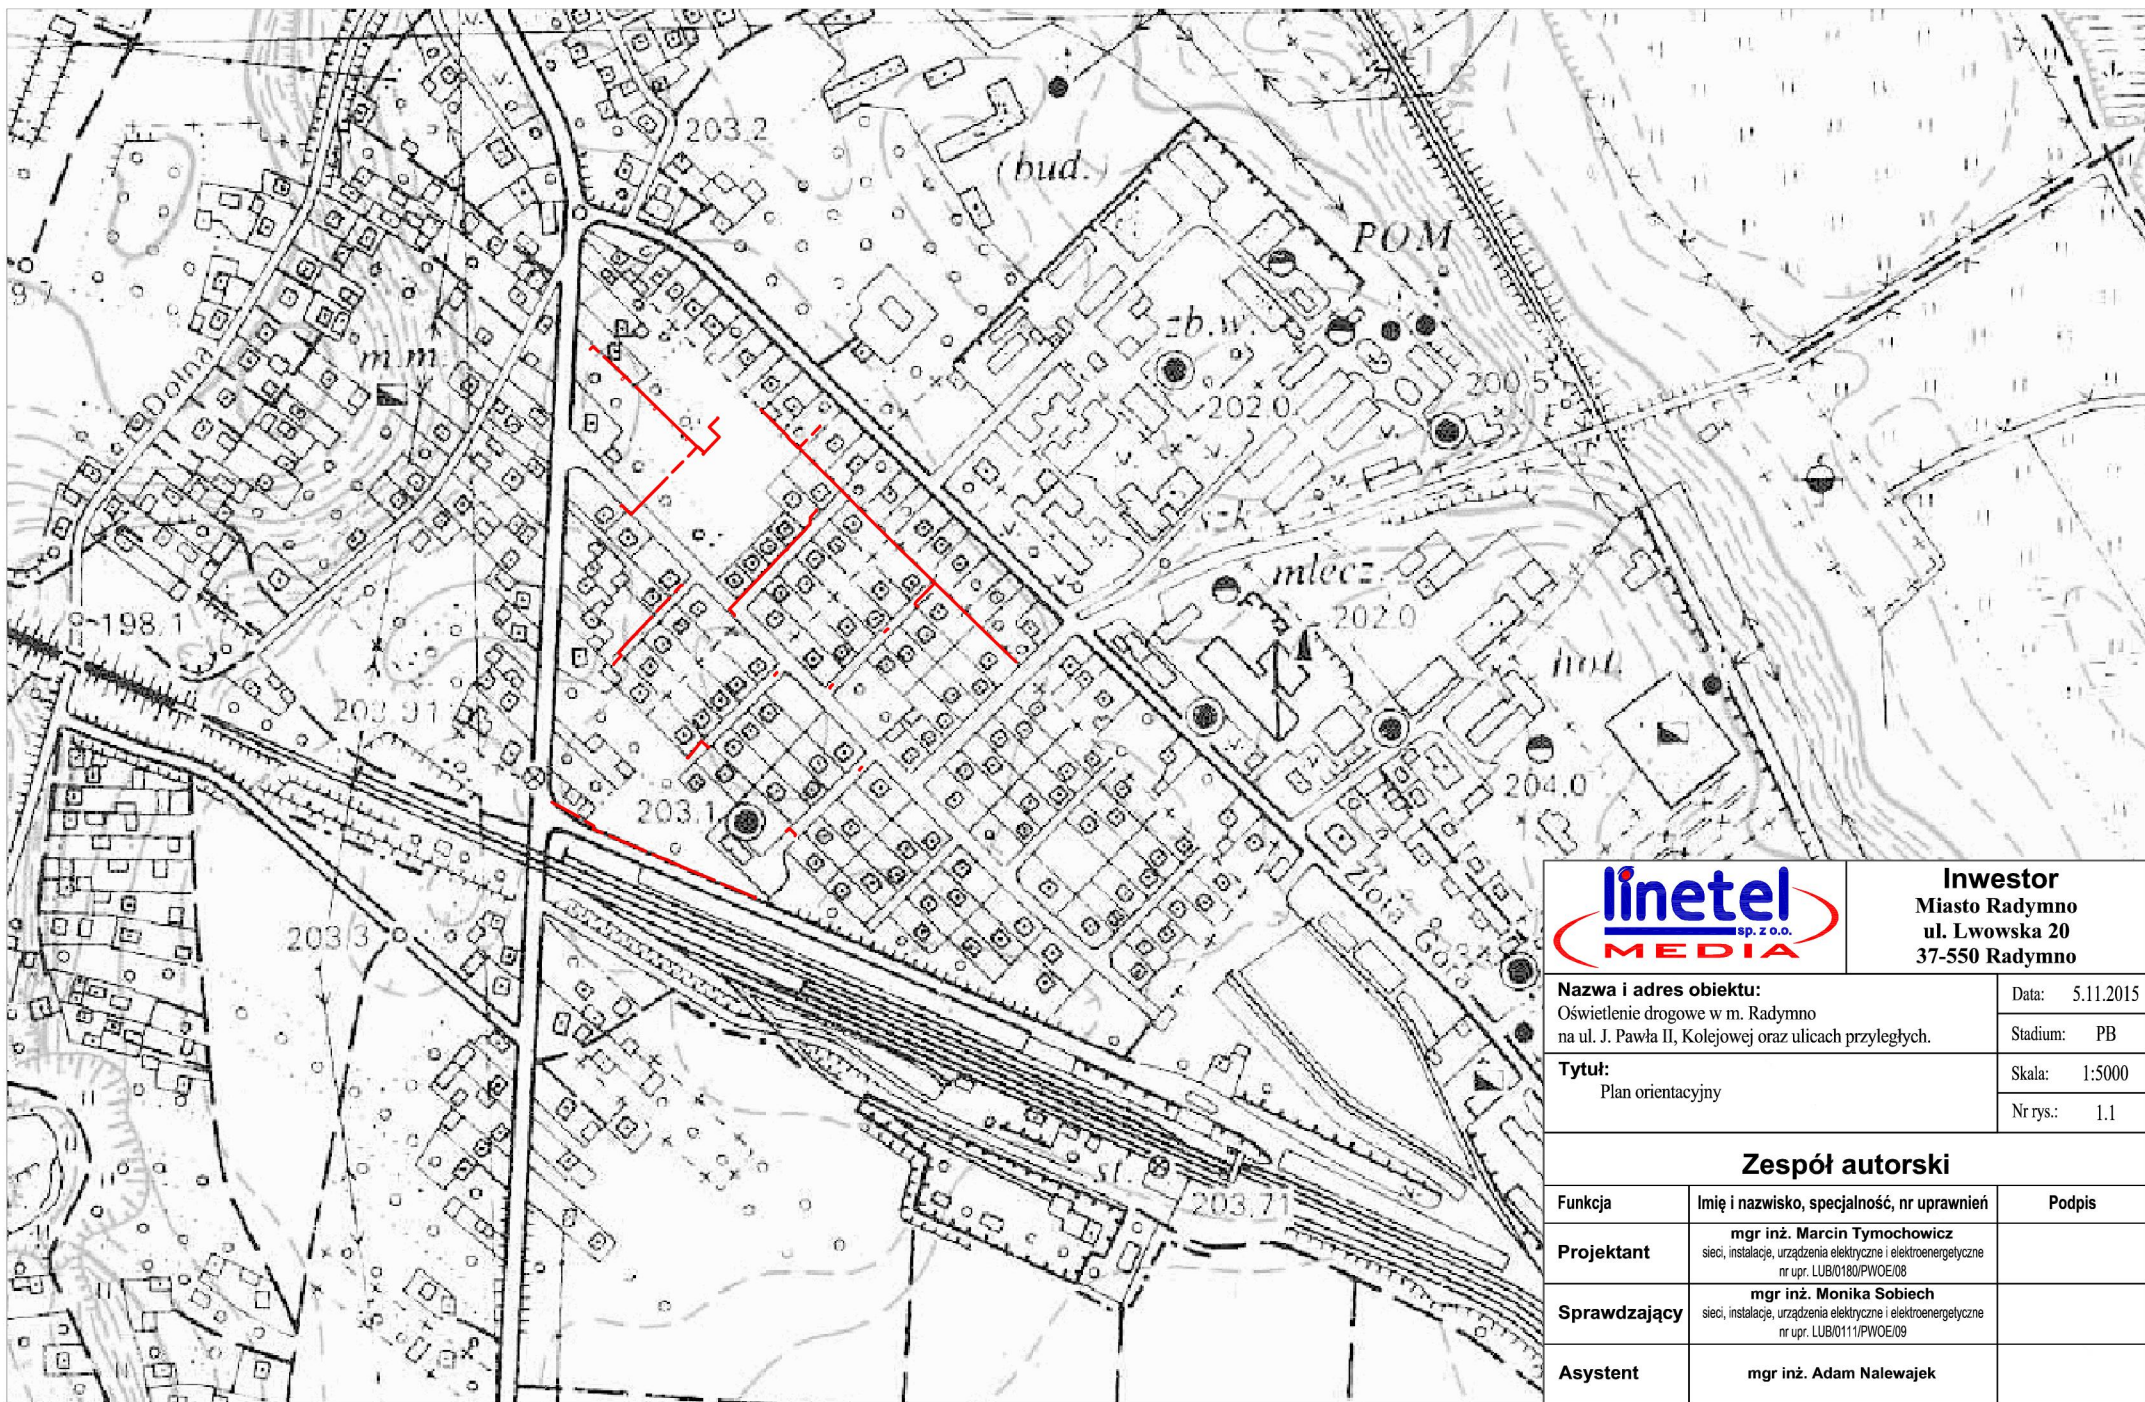 203.2
(bud.)
POM
zb.w.
202.0
200.5
m.m.
Dolna
198.1
mlecz.
202.0
hot.
204.0
203.91
203.1
203.3
Złota Góra
st.
203.71
linetel
sp. z o.o.
MEDIA
Inwestor
Miasto Radymno
ul. Lwowska 20
37-550 Radymno
Nazwa i adres obiektu:
Oświetlenie drogowe w m. Radymno
na ul. J. Pawła II, Kolejowej oraz ulicach przyległych.
Data: 5.11.2015
Stadium: PB
Tytuł:
Plan orientacyjny
Skala: 1:5000
Nr rys.: 1.1
Zespół autorski
Funkcja Imię i nazwisko, specjalność, nr uprawnień Podpis
Projektant
mgr inż. Marcin Tymochowicz
sieci, instalacje, urządzenia elektryczne i elektroenergetyczne
nr upr. LUB/0180/PWOE/08
Sprawdzający
mgr inż. Monika Sobiech
sieci, instalacje, urządzenia elektryczne i elektroenergetyczne
nr upr. LUB/0111/PWOE/09
Asystent mgr inż. Adam Nalewajek